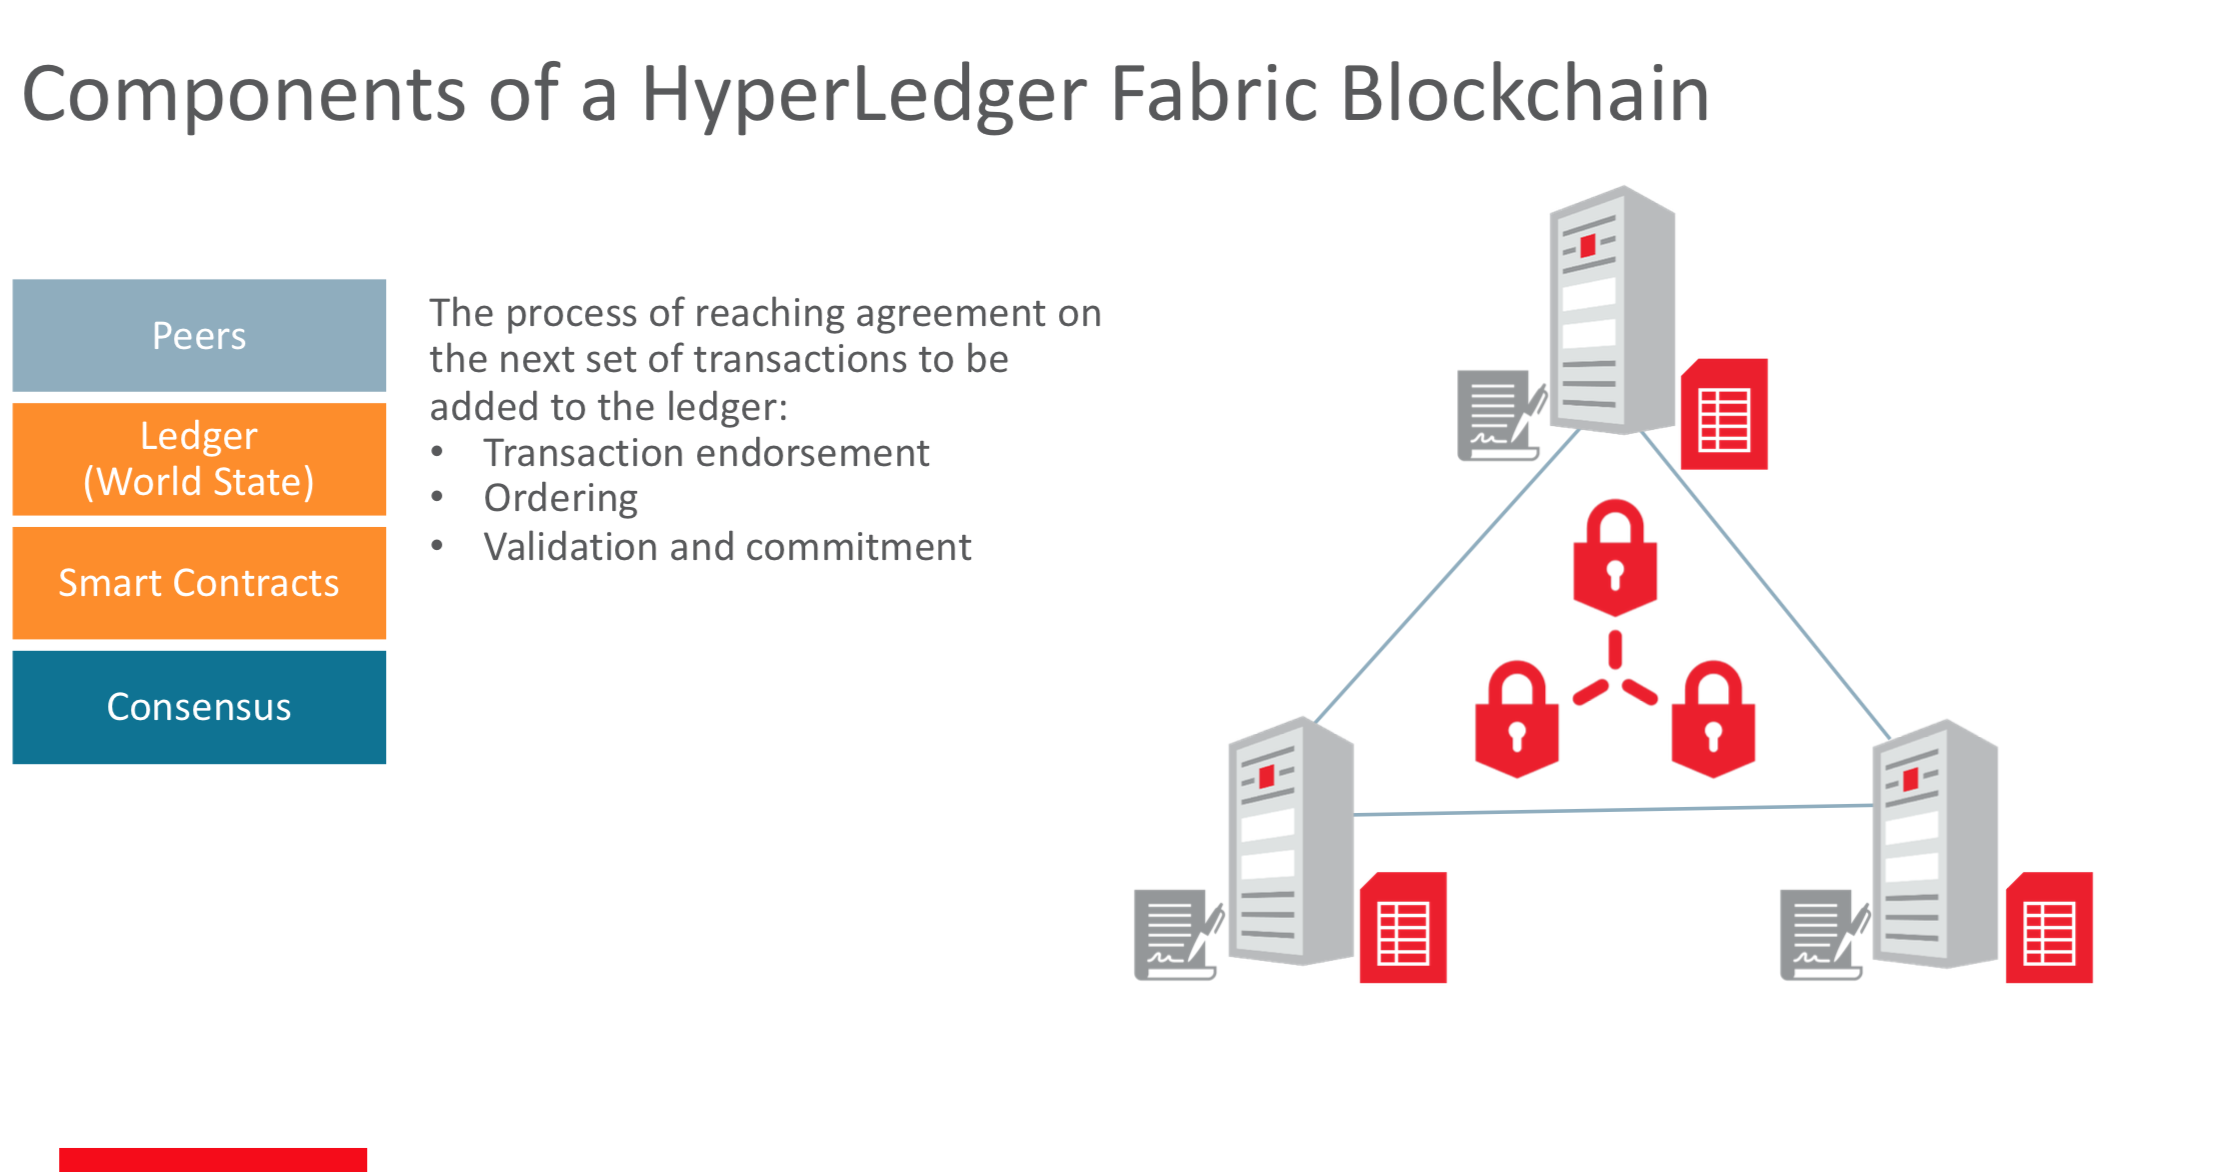 Components of a HyperLedger Fabric Blockchain
Peers
Ledger
(World State)
Smart Contracts
Consensus
The process of reaching agreement on
the next set of transactions to be
added to the ledger:
• Transaction endorsement
• Ordering
• Validation and commitment